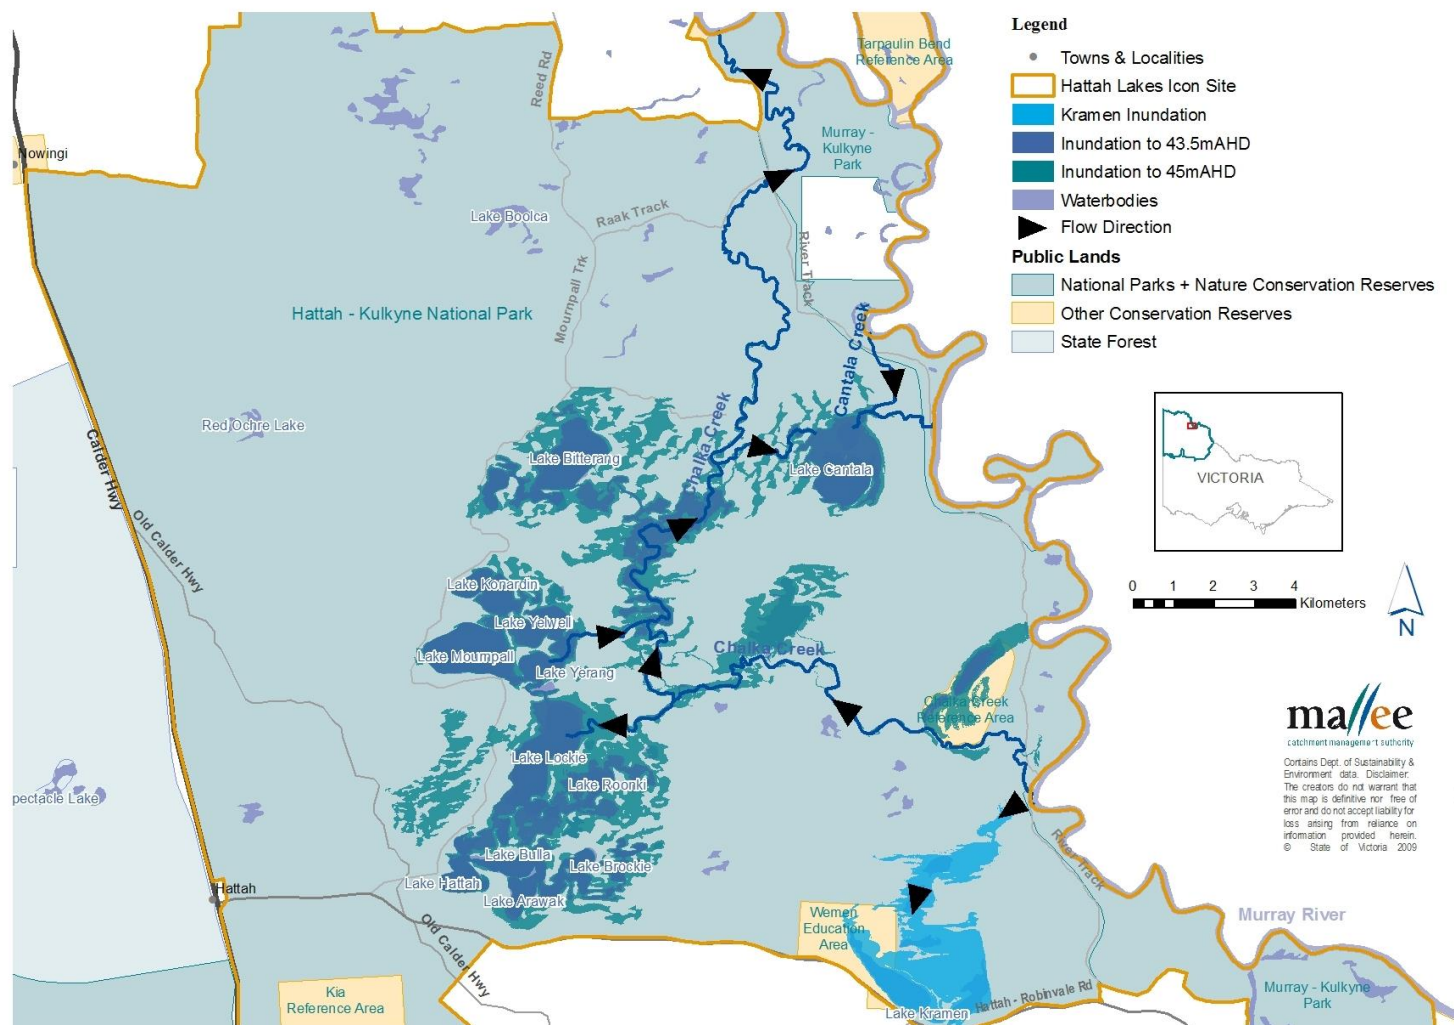 Legend
Towns & Localities
Hattah Lakes Icon Site
Kramen Inundation
Inundation to 43.5mAHD
Inundation to 45mAHD
Waterbodies
Flow Direction
Public Lands
National Parks + Nature Conservation Reserves
Other Conservation Reserves
State Forest
VICTORIA
0 1 2 3 4
Kilometers
N
mallee
catchment management authority
Contains Dept. of Sustainability &
Environment data. Disclaimer:
The creators do not warrant that
this map is definitive nor free of
error and do not accept liability for
loss arising from reliance on
information provided herein.
© State of Victoria 2009
Tarpaulin Bend
Reference Area
Reed Rd
Murray -
Kulkyne
Park
Nowingi
Lake Boolca
Raak Track
River Track
Mournpall Trk
Hattah - Kulkyne National Park
Cantala Creek
Red Ochre Lake
Calder Hwy
Old Calder Hwy
Chalka Creek
Lake Bitterang
Lake Cantala
Lake Konardin
Lake Yelwell
Lake Mournpall
Lake Yerang
Chalka Creek
Chalka Creek
Reference Area
Lake Lockie
Lake Roonki
pectacle Lake
Lake Bulla
Lake Brockie
Lake Hattah
Lake Arawak
Hattah
Old Calder Hwy
River Track
Wemen
Education
Area
Murray River
Kia
Reference Area
Hattah - Robinvale Rd
Lake Kramen
Murray - Kulkyne
Park